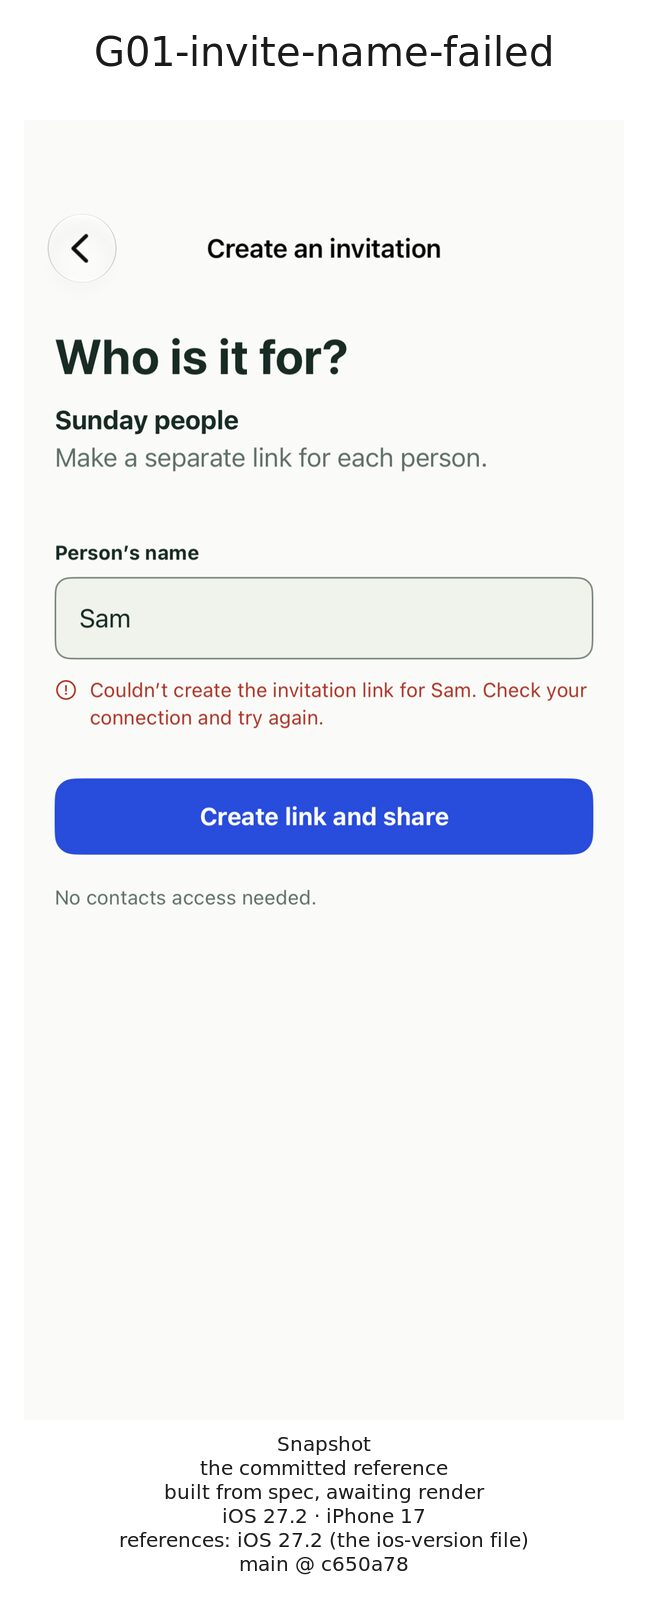 G01-invite-name-failed
Create an invitation
Who is it for?
Sunday people
Make a separate link for each person.
Person’s name
Sam
Couldn’t create the invitation link for Sam. Check your
connection and try again.
Create link and share
No contacts access needed.
Snapshot
the committed reference
built from spec, awaiting render
iOS 27.2 · iPhone 17
references: iOS 27.2 (the ios-version file)
main @ c650a78